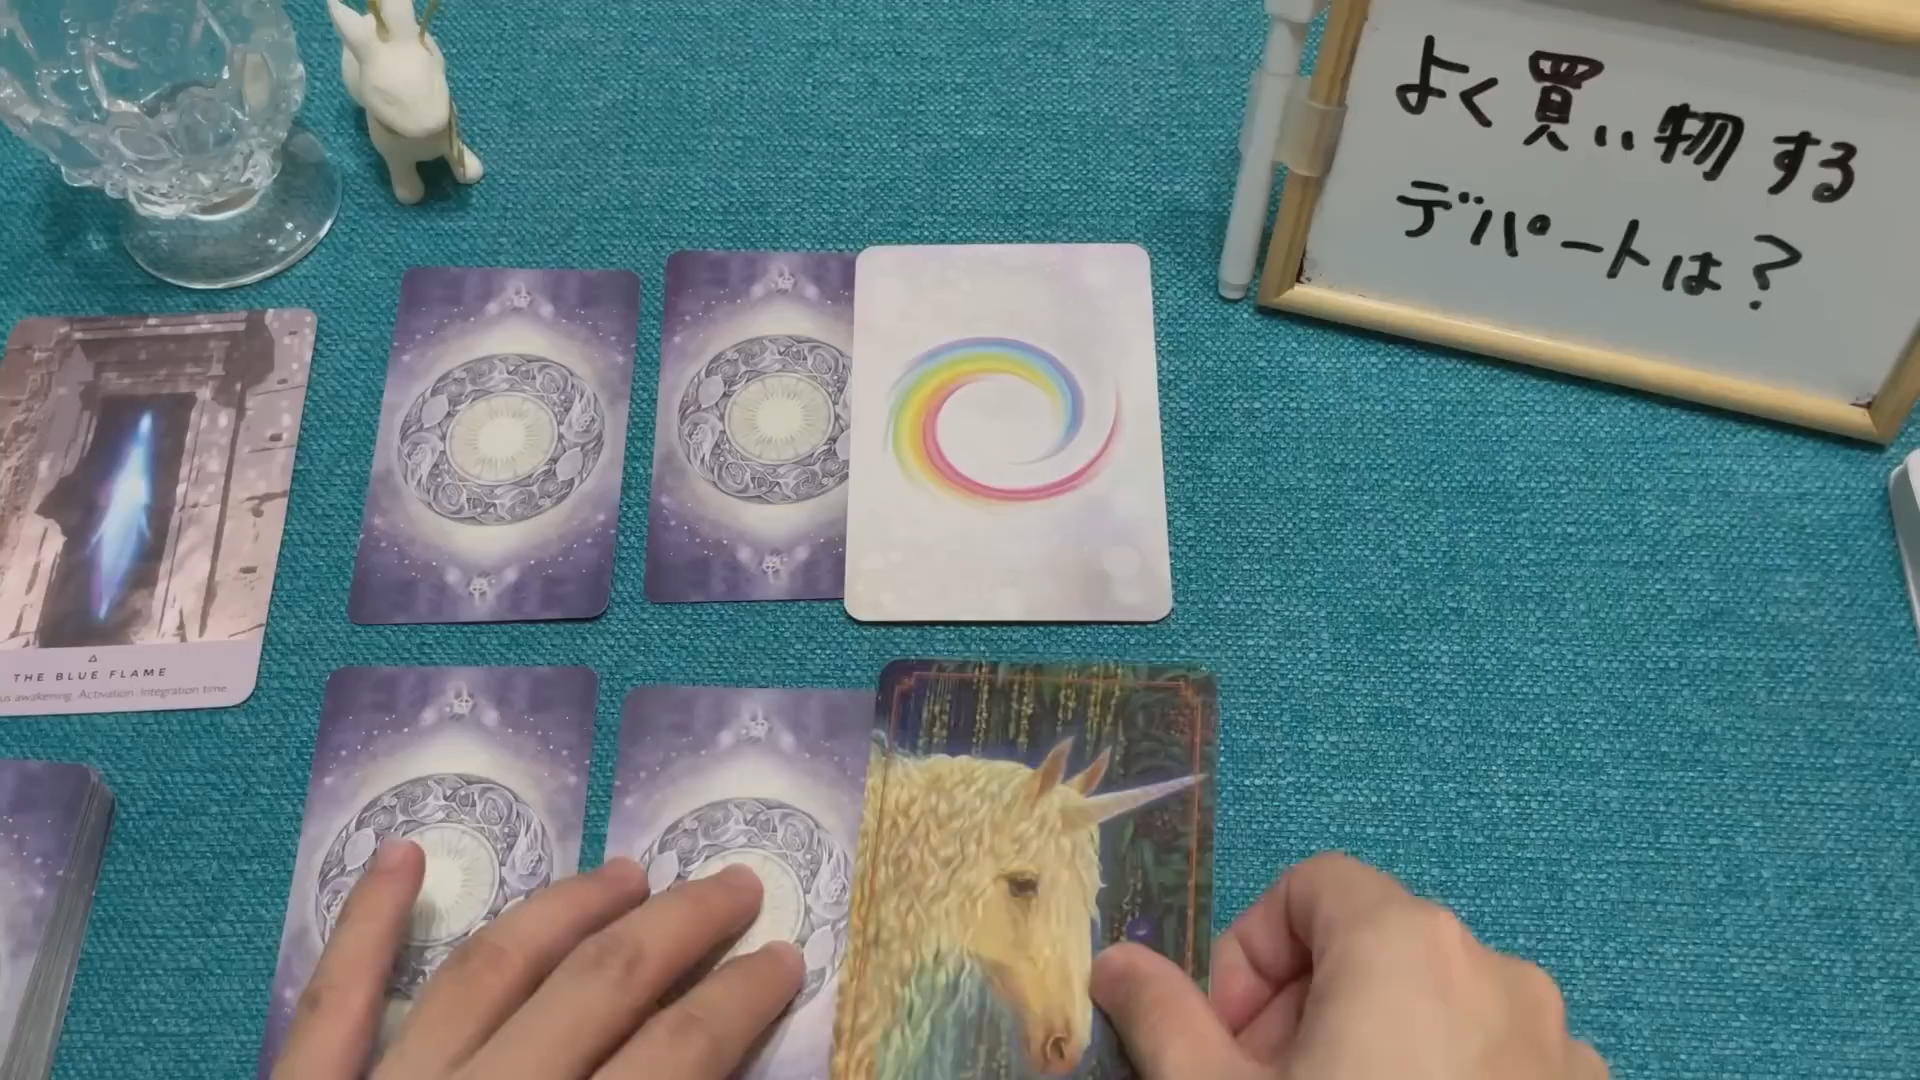 よく買い物する
デパートは?
THE BLUE FLAME
us awakening. Activation. Integration time